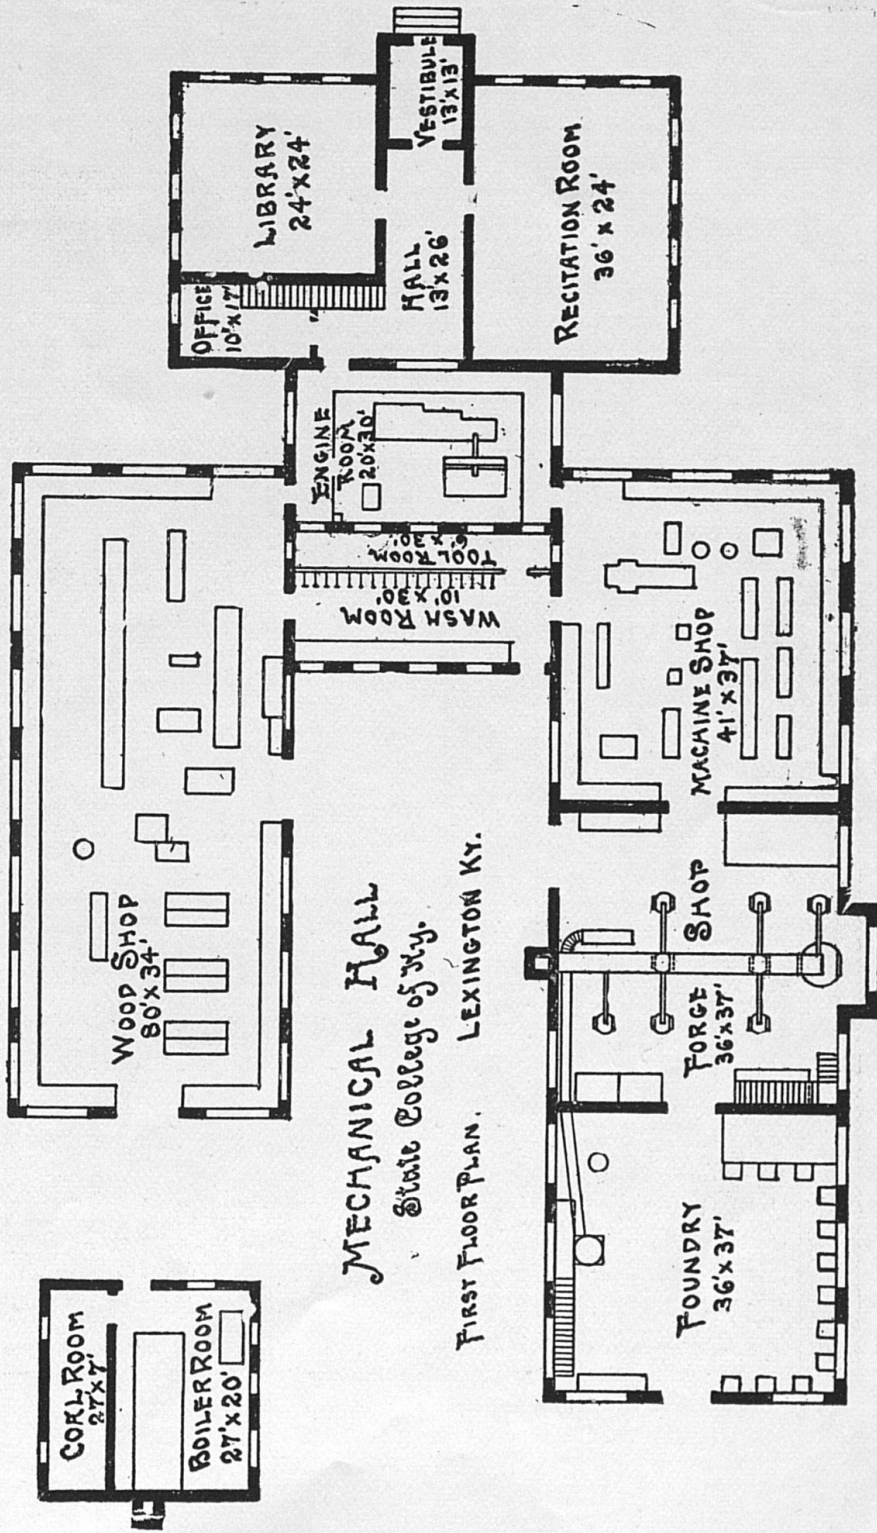 MECHANICAL HALL
State College of Ky.
FIRST FLOOR PLAN. LEXINGTON KY.
COAL ROOM
27'x7'
BOILER ROOM
27'x20'
WOOD SHOP
80'x34'
FOUNDRY
36'x37'
FORGE SHOP
36'x37'
MACHINE SHOP
41'x37'
WASH ROOM
10'x30'
TOOL ROOM
6'x30'
ENGINE
ROOM
20'x30'
OFFICE
10'x17'
LIBRARY
24'x24'
HALL
13'x26'
VESTIBULE
13'x13'
RECITATION ROOM
36'x24'